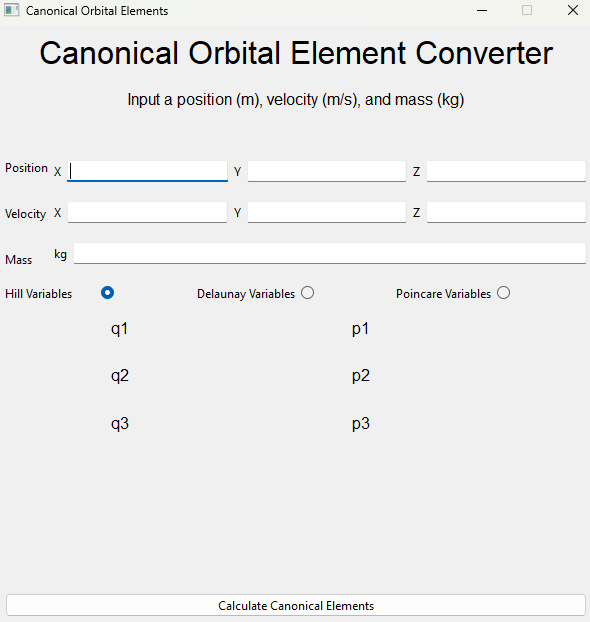 Canonical Orbital Elements
Canonical Orbital Element Converter
Input a position (m), velocity (m/s), and mass (kg)
Position X Y Z
Velocity X Y Z
Mass kg
Hill Variables Delaunay Variables Poincare Variables
q1 p1
q2 p2
q3 p3
Calculate Canonical Elements